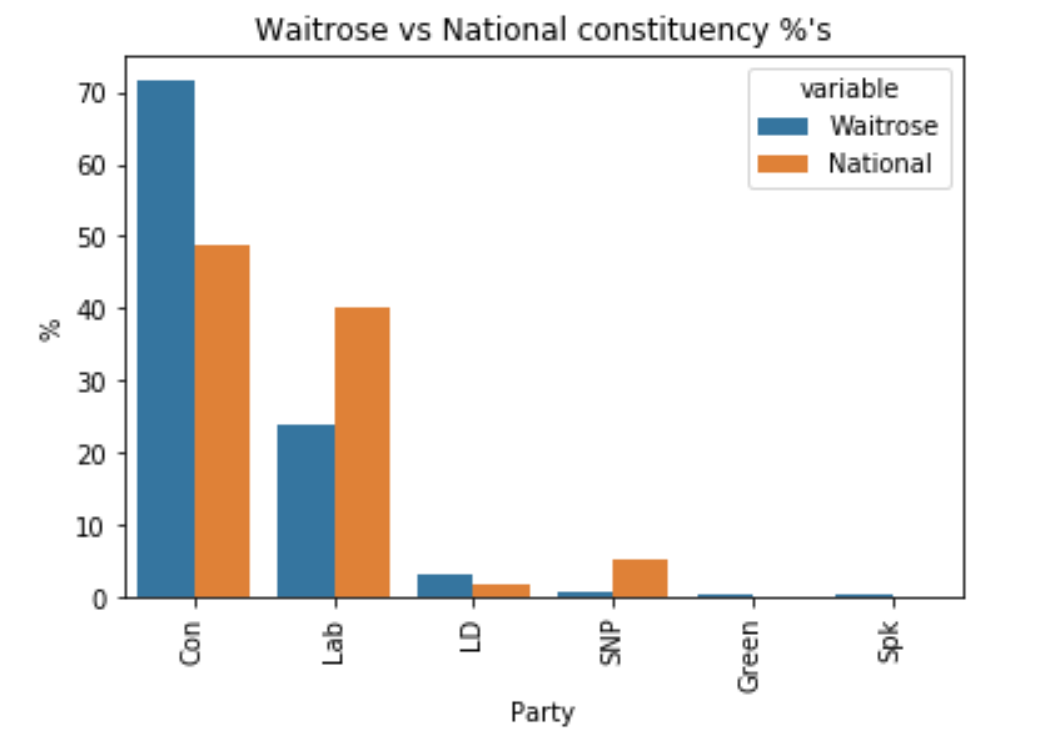 Waitrose vs National constituency %'s
variable
Waitrose
National
%
70
60
50
40
30
20
10
0
Con
Lab
LD
SNP
Green
Spk
Party